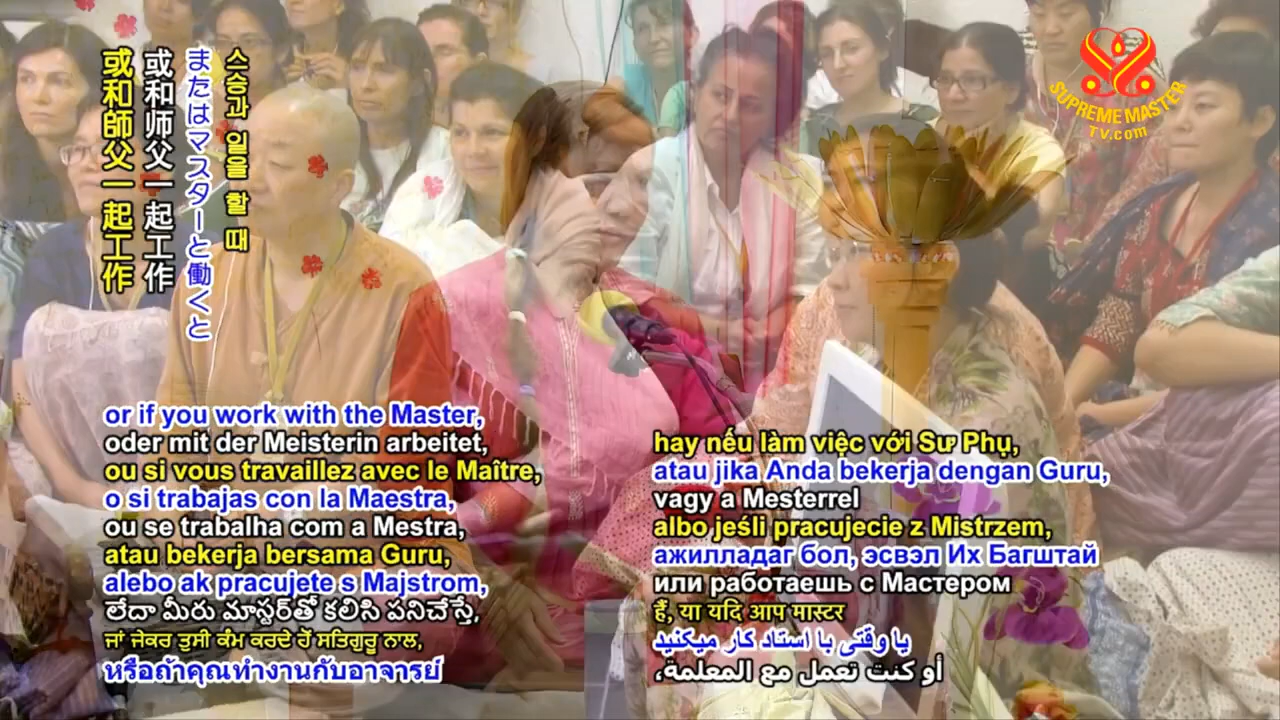 스승과 일을 할 때
またはマスターと働くと
或和师父一起工作
或和師父一起工作
SUPREME MASTER
TV.com
or if you work with the Master,
oder mit der Meisterin arbeitet,
ou si vous travaillez avec le Maître,
o si trabajas con la Maestra,
ou se trabalha com a Mestra,
atau bekerja bersama Guru,
alebo ak pracujete s Majstrom,
లేదా మీరు మాస్టర్‌తో కలిసి పనిచేస్తే,
ਜਾਂ ਜੇਕਰ ਤੁਸੀ ਕੰਮ ਕਰਦੇ ਹੋਂ ਸਤਿਗੁਰੂ ਨਾਲ,
หรือถ้าคุณทำงานกับอาจารย์
hay nếu làm việc với Sư Phụ,
atau jika Anda bekerja dengan Guru,
vagy a Mesterrel
albo jeśli pracujecie z Mistrzem,
ажилладаг бол, эсвэл Их Багштай
или работаешь с Мастером
हैं, या यदि आप मास्टर
یا وقتی با استاد کار میکنید
أو كنت تعمل مع المعلمة،